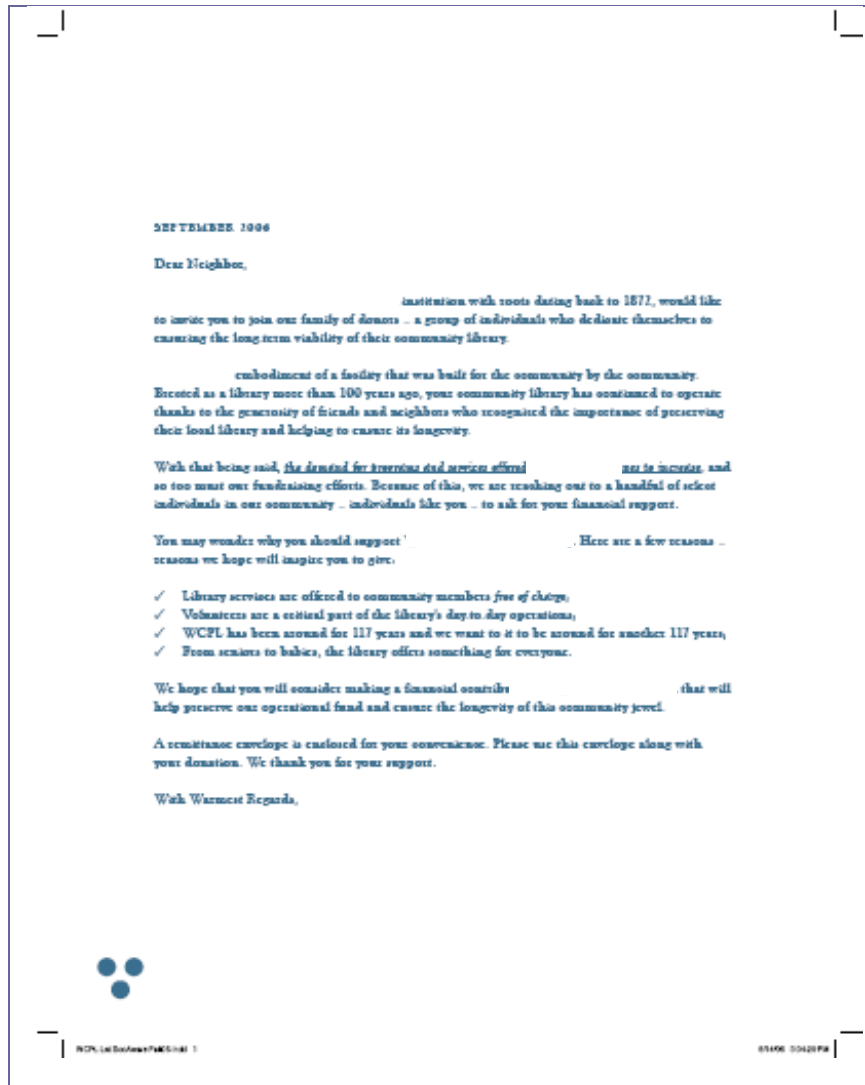 SEPTEMBER 2006
Dear Neighbor,
institution with roots dating back to 1872, would like
to invite you to join our family of donors – a group of individuals who dedicate themselves to
ensuring the long-term viability of their community library.
embodiment of a facility that was built for the community by the community.
Erected as a library more than 100 years ago, your community library has continued to operate
thanks to the generosity of friends and neighbors who recognized the importance of preserving
their local library and helping to ensure its longevity.
With that being said, the demand for programs and services offered to increase, and
so too must our fundraising efforts. Because of this, we are reaching out to a handful of select
individuals in our community – individuals like you – to ask for your financial support.
You may wonder why you should support . Here are a few reasons –
reasons we hope will inspire you to give:
✓ Library services are offered to community members free of charge;
✓ Volunteers are a critical part of the library's day-to-day operations;
✓ WCPL has been around for 117 years and we want to it to be around for another 117 years;
✓ From seniors to babies, the library offers something for everyone.
We hope that you will consider making a financial that will
help preserve our operational fund and ensure the longevity of this community jewel.
A remittance envelope is enclosed for your convenience. Please use this envelope along with
your donation. We thank you for your support.
With Warmest Regards,